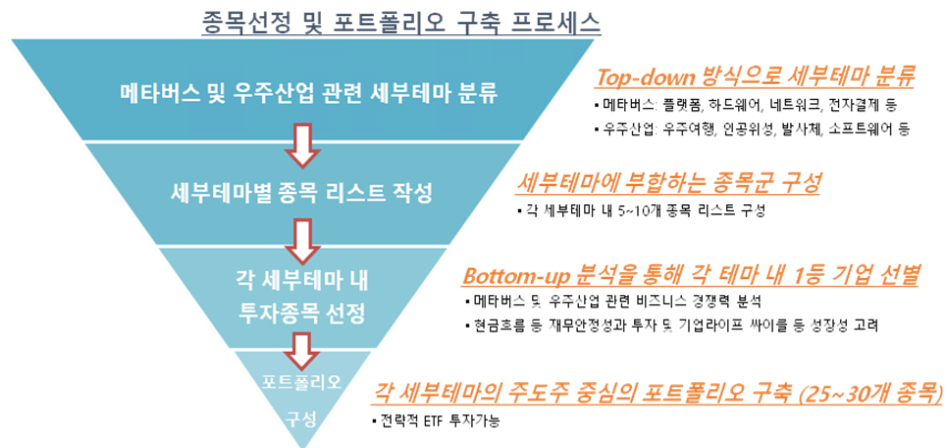 종목선정 및 포트폴리오 구축 프로세스
메타버스 및 우주산업 관련 세부테마 분류
Top-down 방식으로 세부테마 분류
▪ 메타버스: 플랫폼, 하드웨어, 네트워크, 전자결제 등
▪ 우주산업: 우주여행, 인공위성, 발사체, 소프트웨어 등
세부테마별 종목 리스트 작성
세부테마에 부합하는 종목군 구성
▪ 각 세부테마 내 5~10개 종목 리스트 구성
각 세부테마 내
투자종목 선정
Bottom-up 분석을 통해 각 테마 내 1등 기업 선별
▪ 메타버스 및 우주산업 관련 비즈니스 경쟁력 분석
▪ 현금흐름 등 재무안정성과 투자 및 기업라이프 싸이클 등 성장성 고려
포트폴리오
구성
각 세부테마의 주도주 중심의 포트폴리오 구축 (25~30개 종목)
▪ 전략적 ETF 투자가능